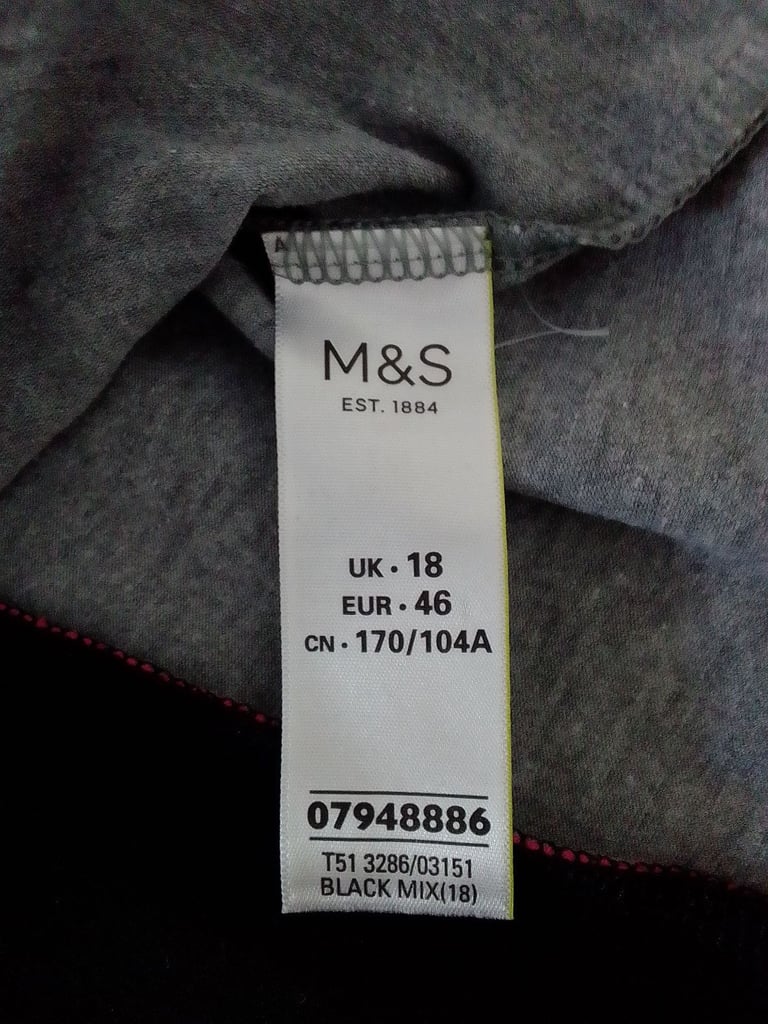 A
M&S
EST. 1884
UK · 18
EUR · 46
CN · 170/104A
07948886
T51 3286/03151
BLACK MIX(18)